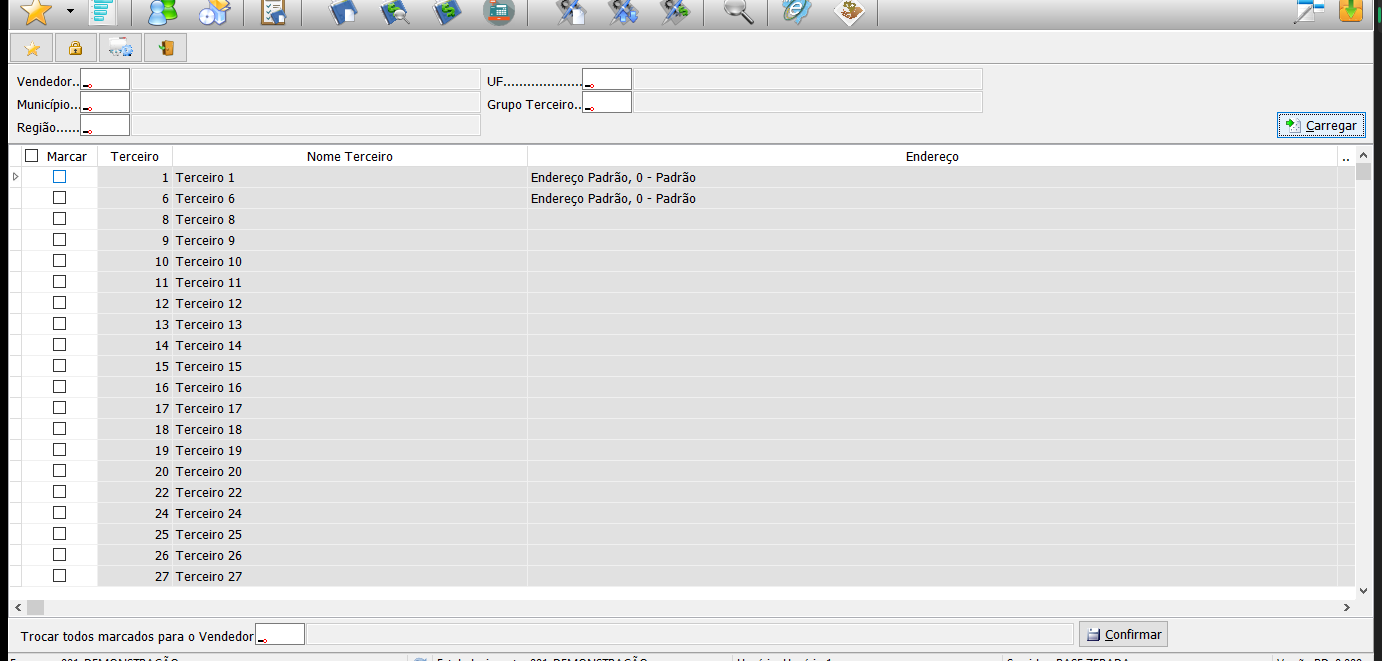 Vendedor..
UF.................
Município...
Grupo Terceiro..
Região......
Carregar
Marcar Terceiro Nome Terceiro Endereço ..
1 Terceiro 1 Endereço Padrão, 0 - Padrão
6 Terceiro 6 Endereço Padrão, 0 - Padrão
8 Terceiro 8
9 Terceiro 9
10 Terceiro 10
11 Terceiro 11
12 Terceiro 12
13 Terceiro 13
14 Terceiro 14
15 Terceiro 15
16 Terceiro 16
17 Terceiro 17
18 Terceiro 18
19 Terceiro 19
20 Terceiro 20
22 Terceiro 22
24 Terceiro 24
25 Terceiro 25
26 Terceiro 26
27 Terceiro 27
Trocar todos marcados para o Vendedor Confirmar